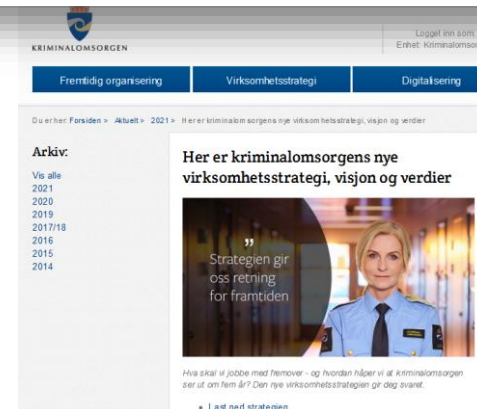 KRIMINALOMSORGEN
Logget inn som:
Enhet: Kriminalomsor
Fremtidig organisering
Virksomhetsstrategi
Digitalisering
Du er her: Forsiden > Aktuelt > 2021 > Her er kriminalomsorgens nye virksomhetsstrategi, visjon og verdier
Arkiv:
Vis alle
2021
2020
2019
2017/18
2016
2015
2014
Her er kriminalomsorgens nye
virksomhetsstrategi, visjon og verdier
”
Strategien gir
oss retning
for framtiden
Hva skal vi jobbe med fremover - og hvordan håper vi at kriminalomsorgen
ser ut om fem år? Den nye virksomhetsstrategien gir deg svaret.
Last ned strategien